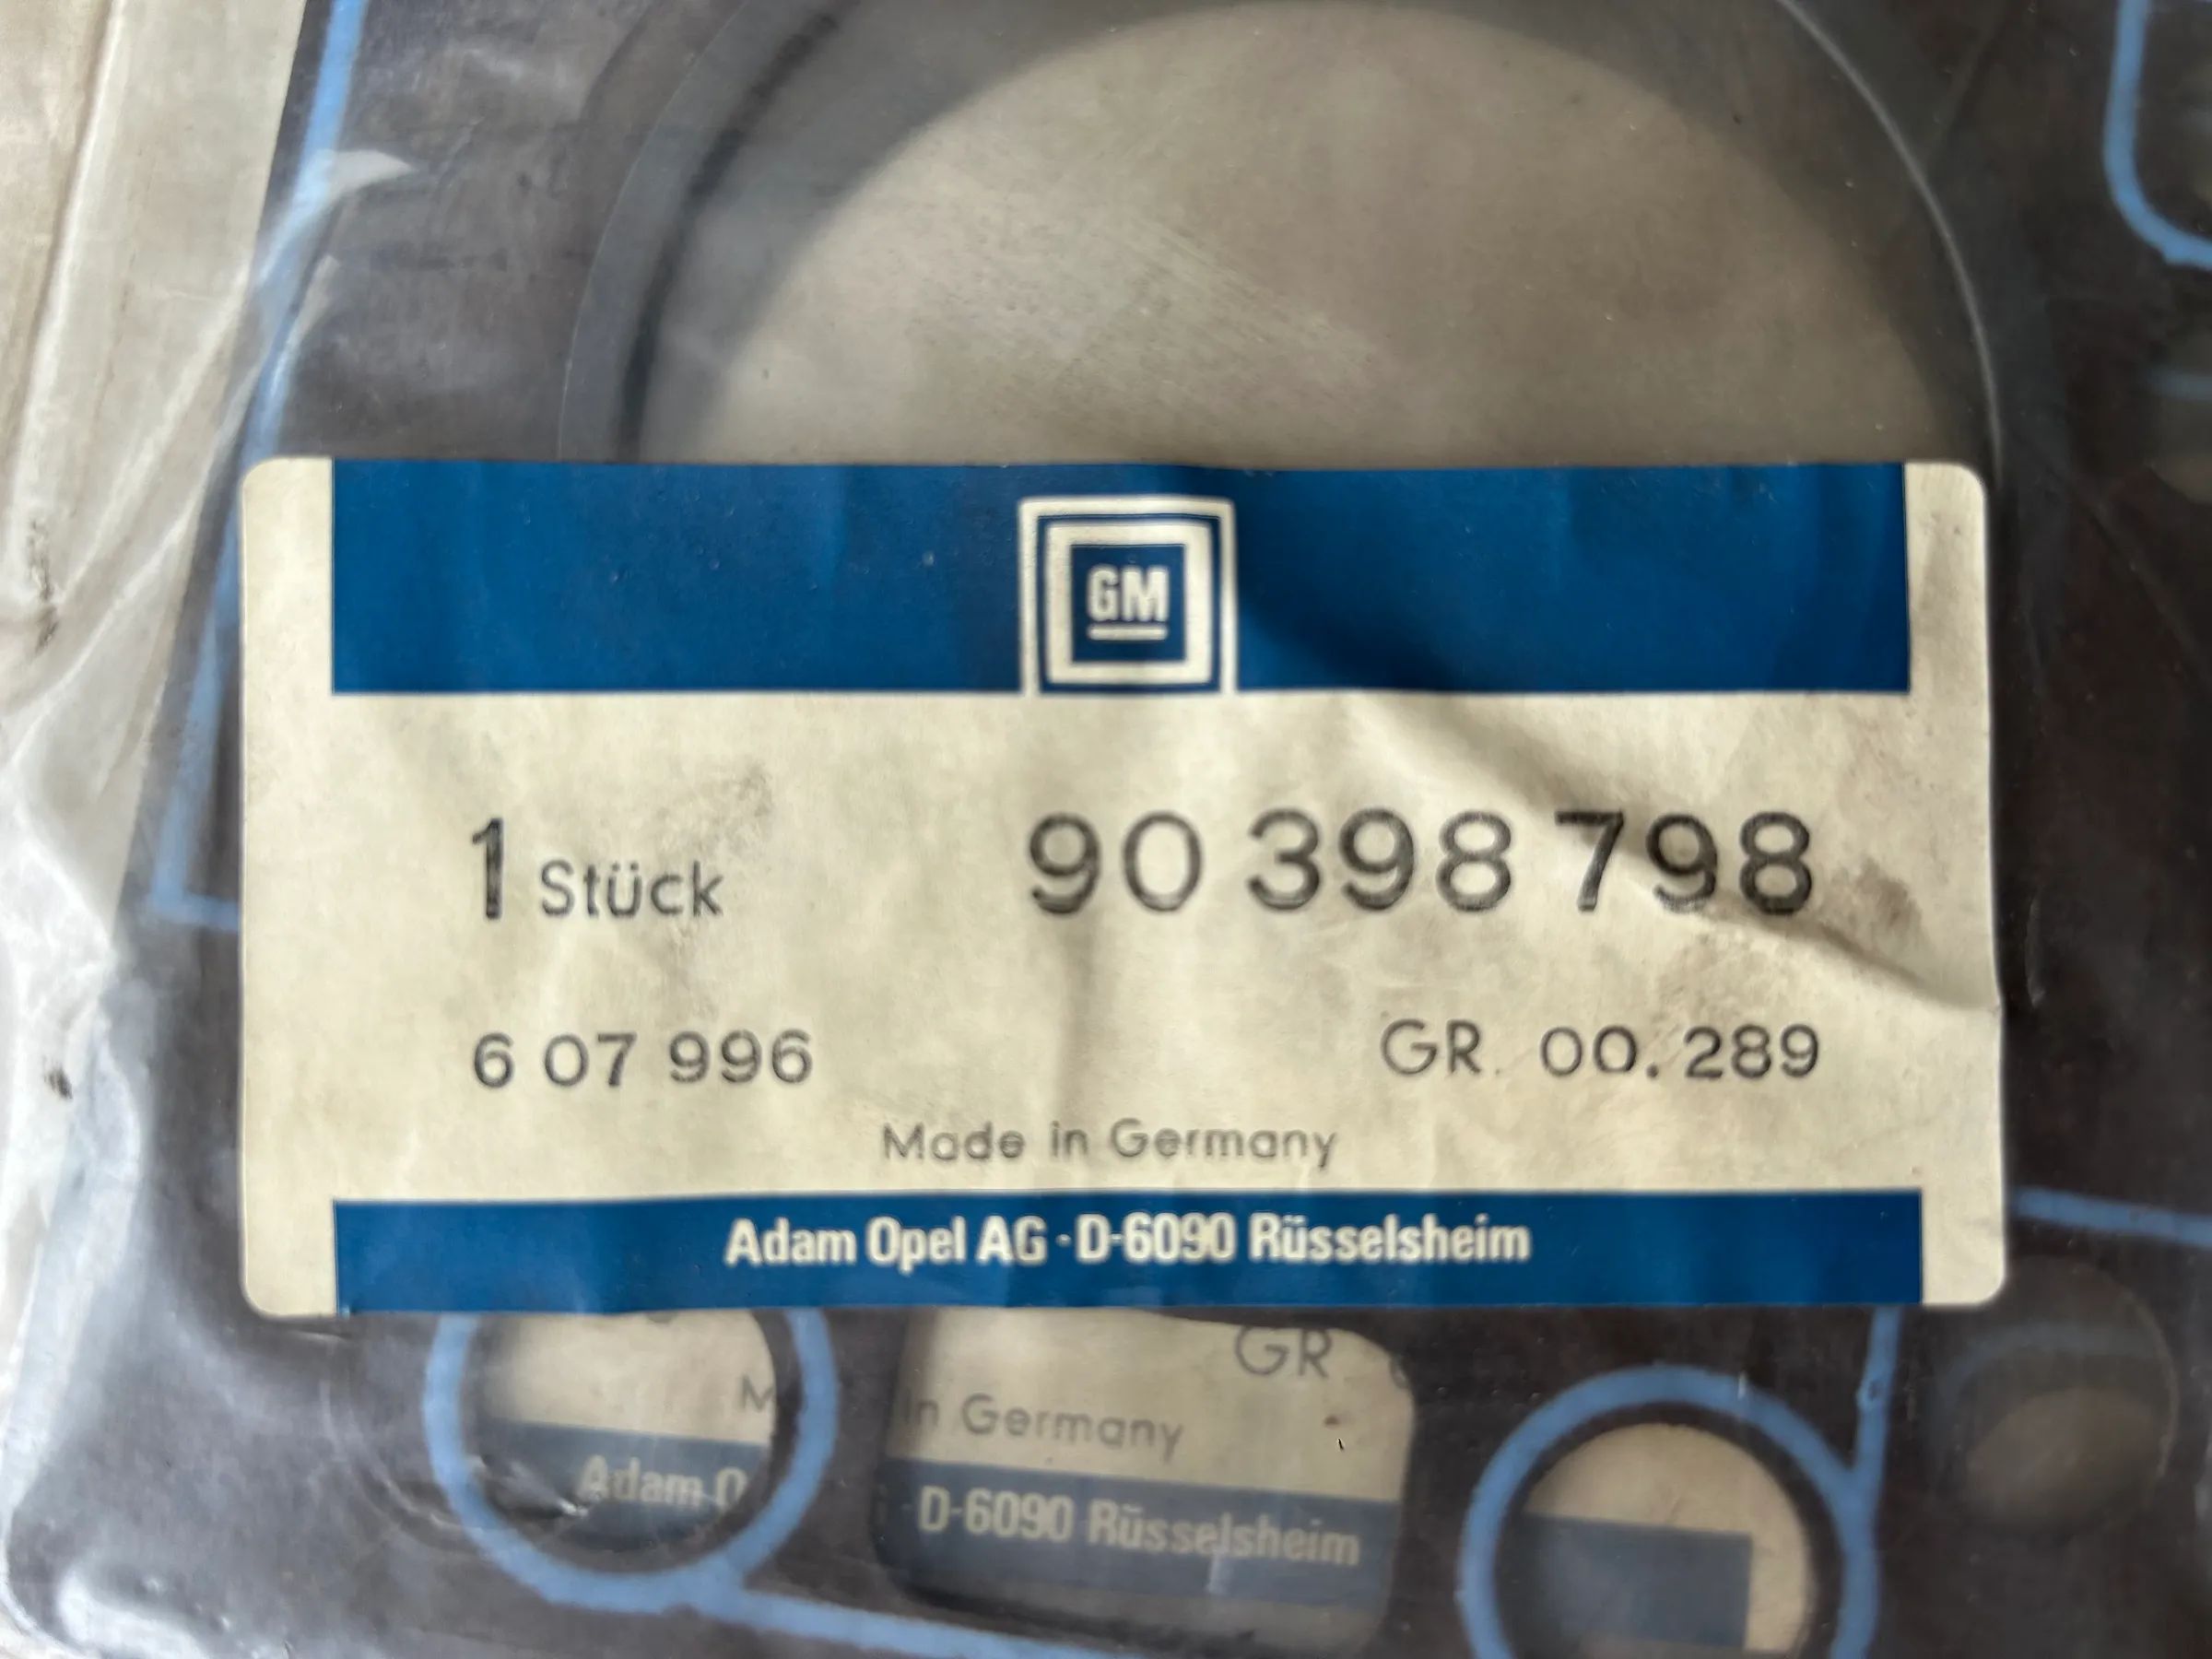 GM
1 Stück 90 398 798
6 07 996 GR. 00.289
Made in Germany
Adam Opel AG · D-6090 Rüsselsheim
GR
in Germany
Adam O
D-6090 Rüsselsheim